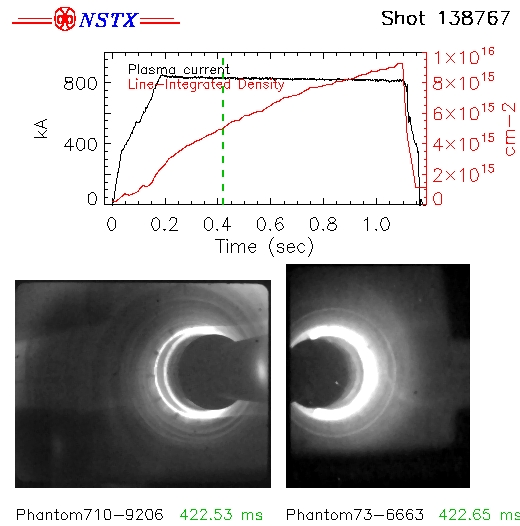 NSTX
Shot 138767
Plasma current
Line-Integrated Density
kA
800
400
0
1×10^16
8×10^15
6×10^15
4×10^15
2×10^15
0
cm-2
0 0.2 0.4 0.6 0.8 1.0
Time (sec)
Phantom710-9206 422.53 ms
Phantom73-6663 422.65 ms